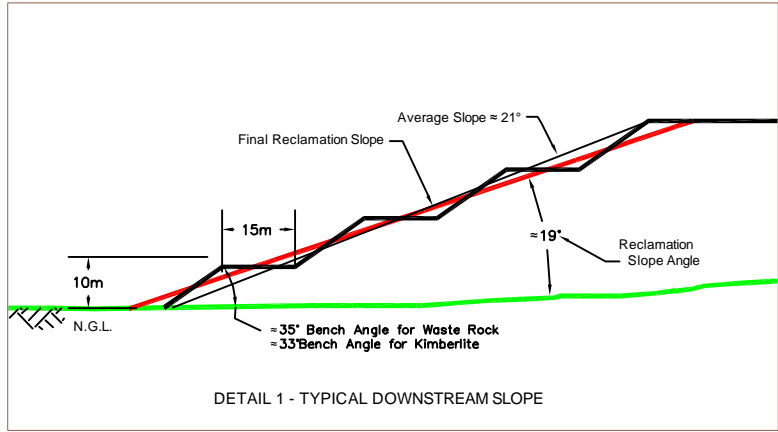 Average Slope ≈ 21°
Final Reclamation Slope
15m
≈19°
Reclamation
Slope Angle
10m
N.G.L.
≈35° Bench Angle for Waste Rock
≈33°Bench Angle for Kimberlite
DETAIL 1 - TYPICAL DOWNSTREAM SLOPE